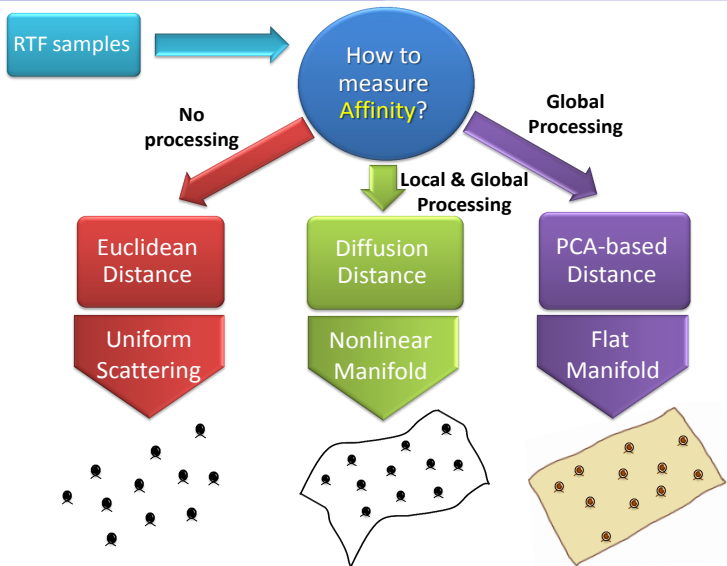 RTF samples
How to
measure
Affinity?
No
processing
Global
Processing
Local & Global
Processing
Euclidean
Distance
Diffusion
Distance
PCA-based
Distance
Uniform
Scattering
Nonlinear
Manifold
Flat
Manifold